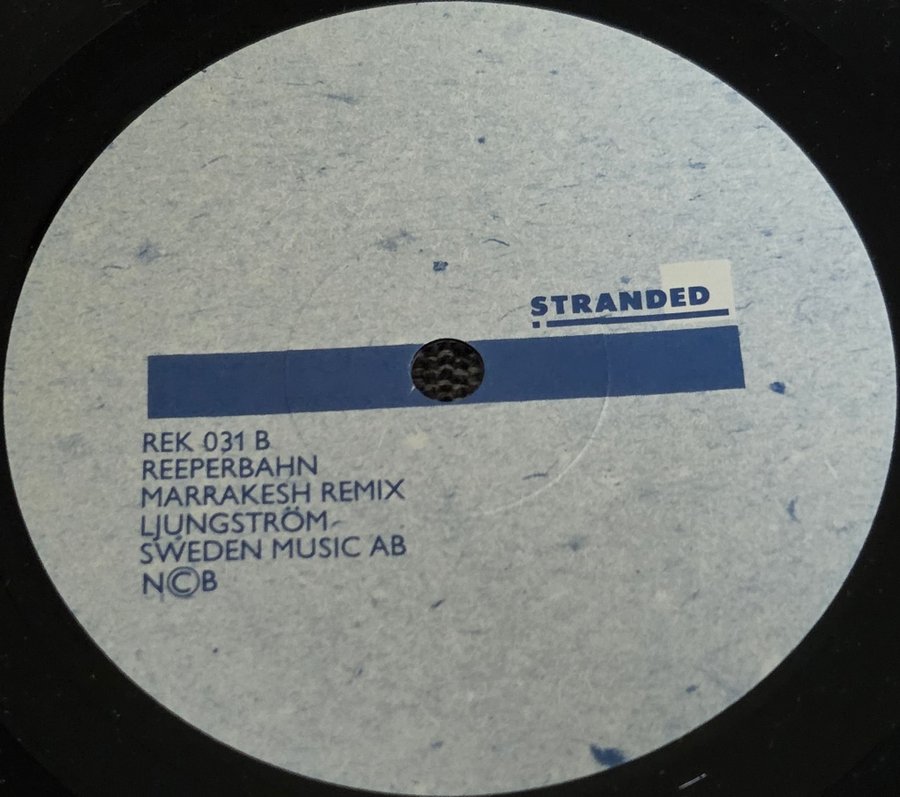 STRANDED
REK 031 B
REEPERBAHN
MARRAKESH REMIX
LJUNGSTRÖM
SWEDEN MUSIC AB
N©B